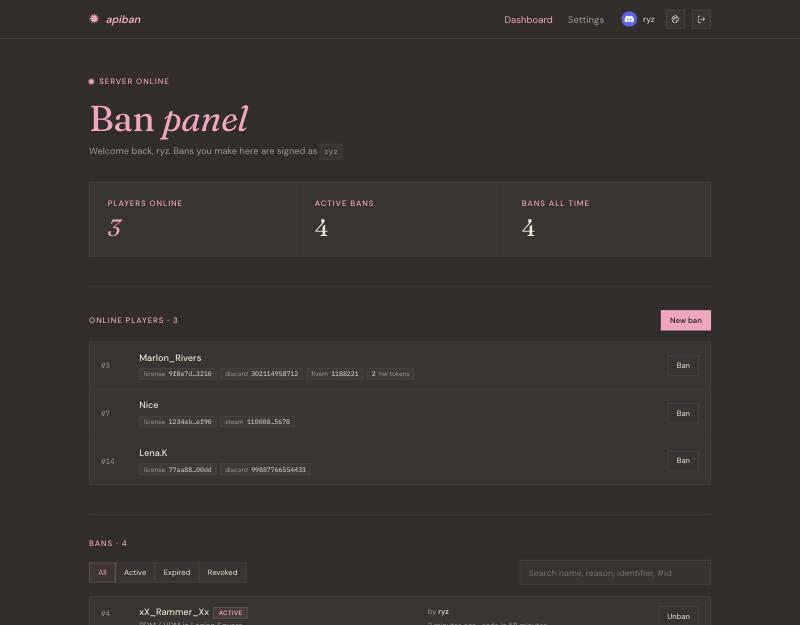 apiban
Dashboard Settings ryz
SERVER ONLINE
Ban panel
Welcome back, ryz. Bans you make here are signed as ryz
PLAYERS ONLINE ACTIVE BANS BANS ALL TIME
3 4 4
ONLINE PLAYERS · 3 New ban
#3 Marlon_Rivers Ban
license 9f8e7d…3210 discord 302114958712 fivem 1188221 2 hw tokens
#7 Nice Ban
license 1234ab…ef90 steam 110000…5678
#14 Lena.K Ban
license 77aa88…00dd discord 99887766554433
BANS · 4
All Active Expired Revoked Search name, reason, identifier, #id
#4 xX_Rammer_Xx ACTIVE by ryz Unban